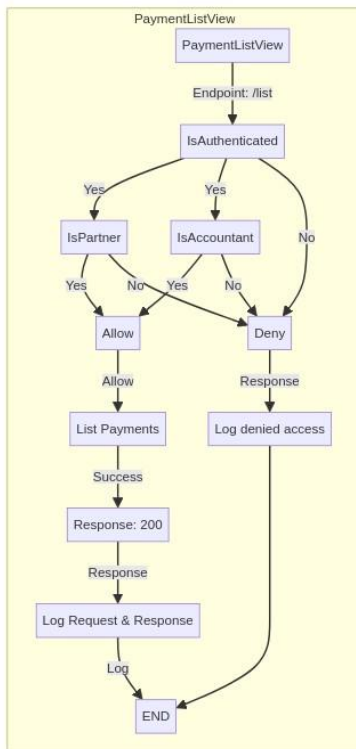 PaymentListView
PaymentListView
Endpoint: /list
IsAuthenticated
Yes
Yes
No
IsPartner
IsAccountant
Yes
No
Yes
No
Allow
Deny
Allow
Response
List Payments
Log denied access
Success
Response: 200
Response
Log Request & Response
Log
END